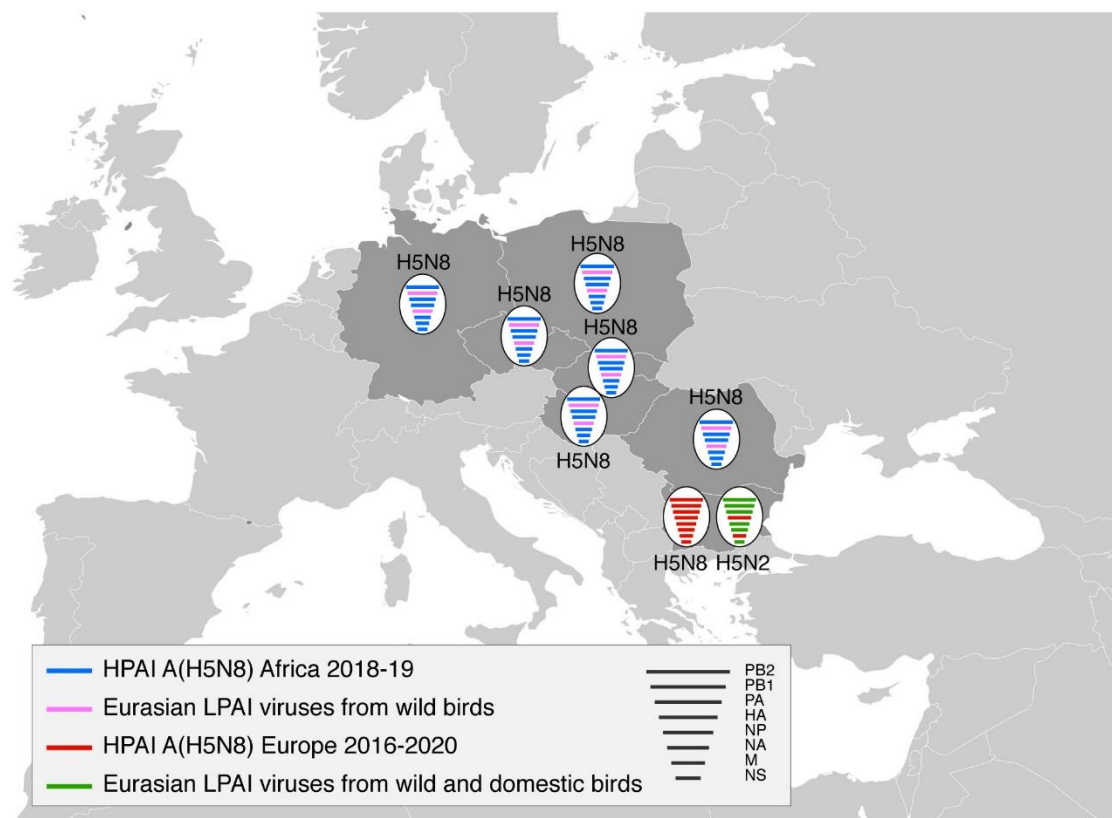 H5N8
H5N8
H5N8
H5N8
H5N8
H5N8
H5N8 H5N2
HPAI A(H5N8) Africa 2018-19
Eurasian LPAI viruses from wild birds
HPAI A(H5N8) Europe 2016-2020
Eurasian LPAI viruses from wild and domestic birds
PB2
PB1
PA
HA
NP
NA
M
NS